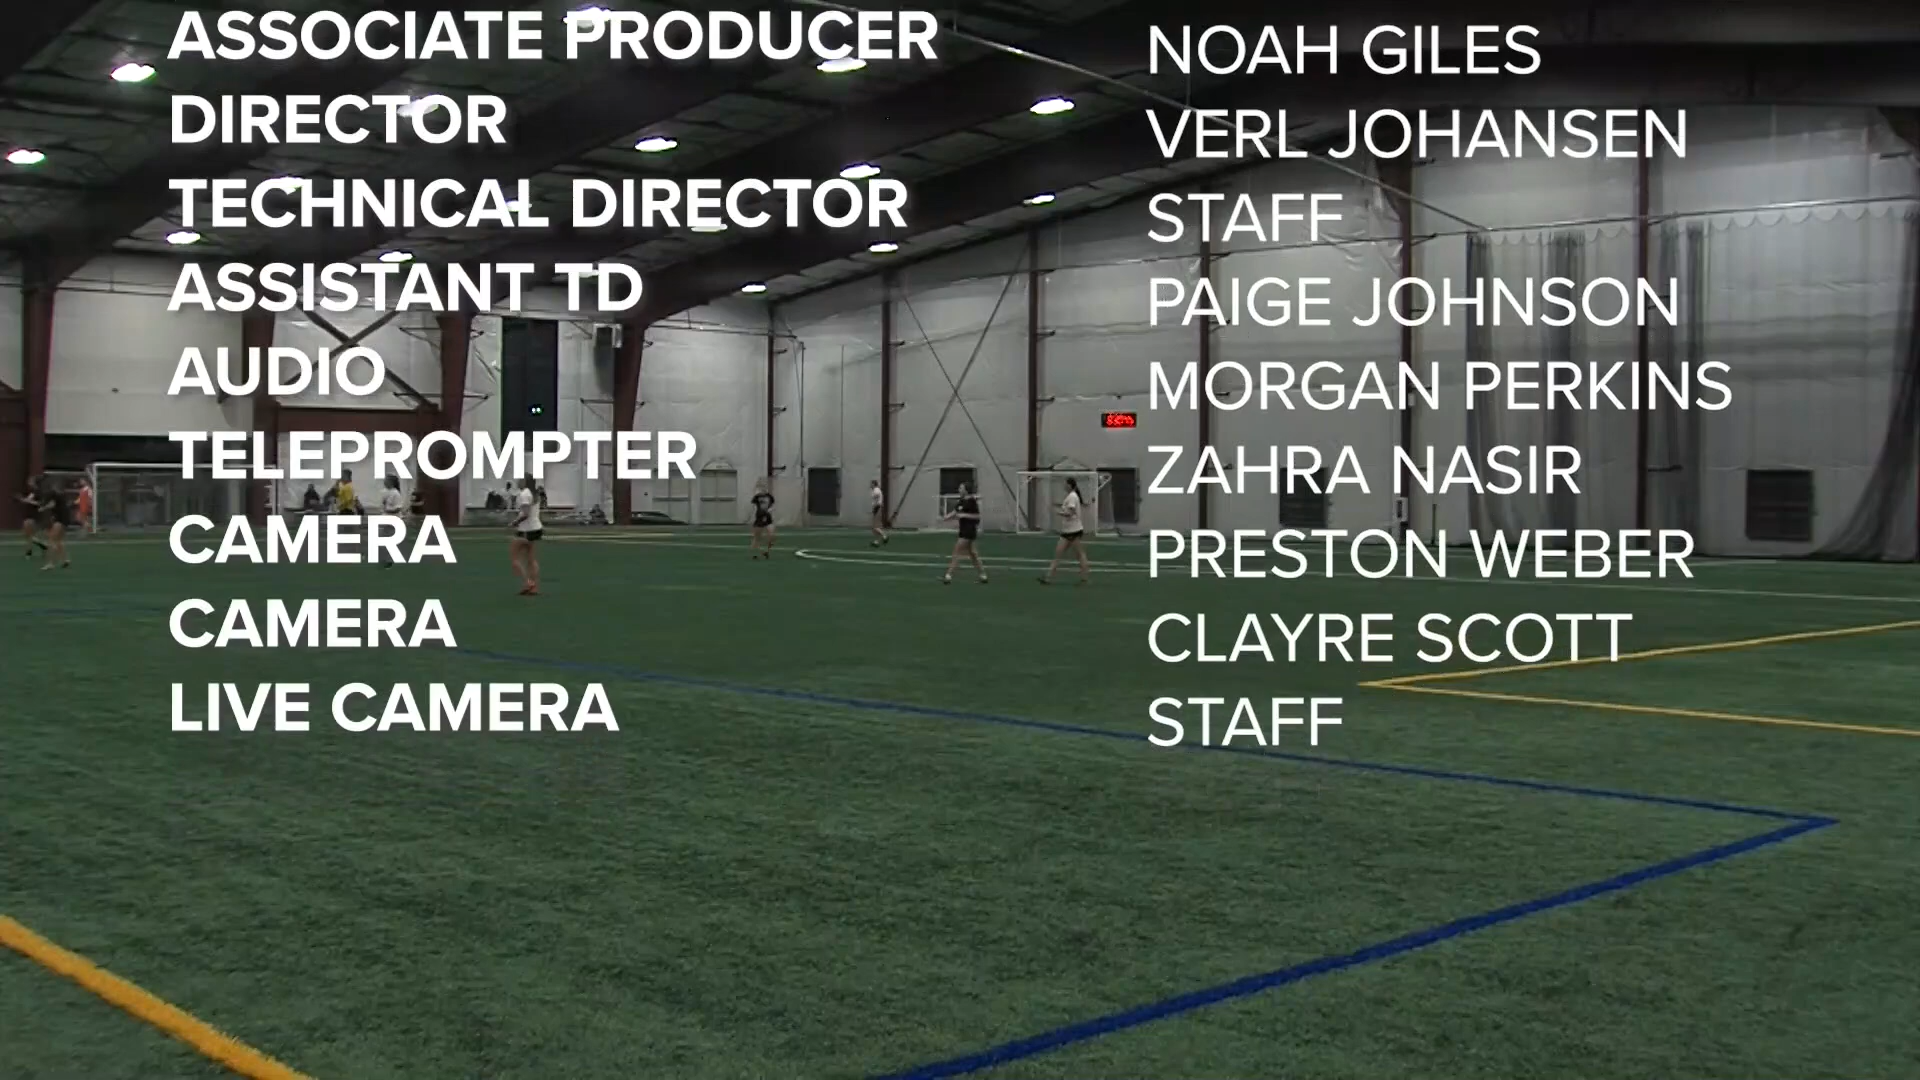 ASSOCIATE PRODUCER NOAH GILES
DIRECTOR VERL JOHANSEN
TECHNICAL DIRECTOR STAFF
ASSISTANT TD PAIGE JOHNSON
AUDIO MORGAN PERKINS
TELEPROMPTER ZAHRA NASIR
CAMERA PRESTON WEBER
CAMERA CLAYRE SCOTT
LIVE CAMERA STAFF